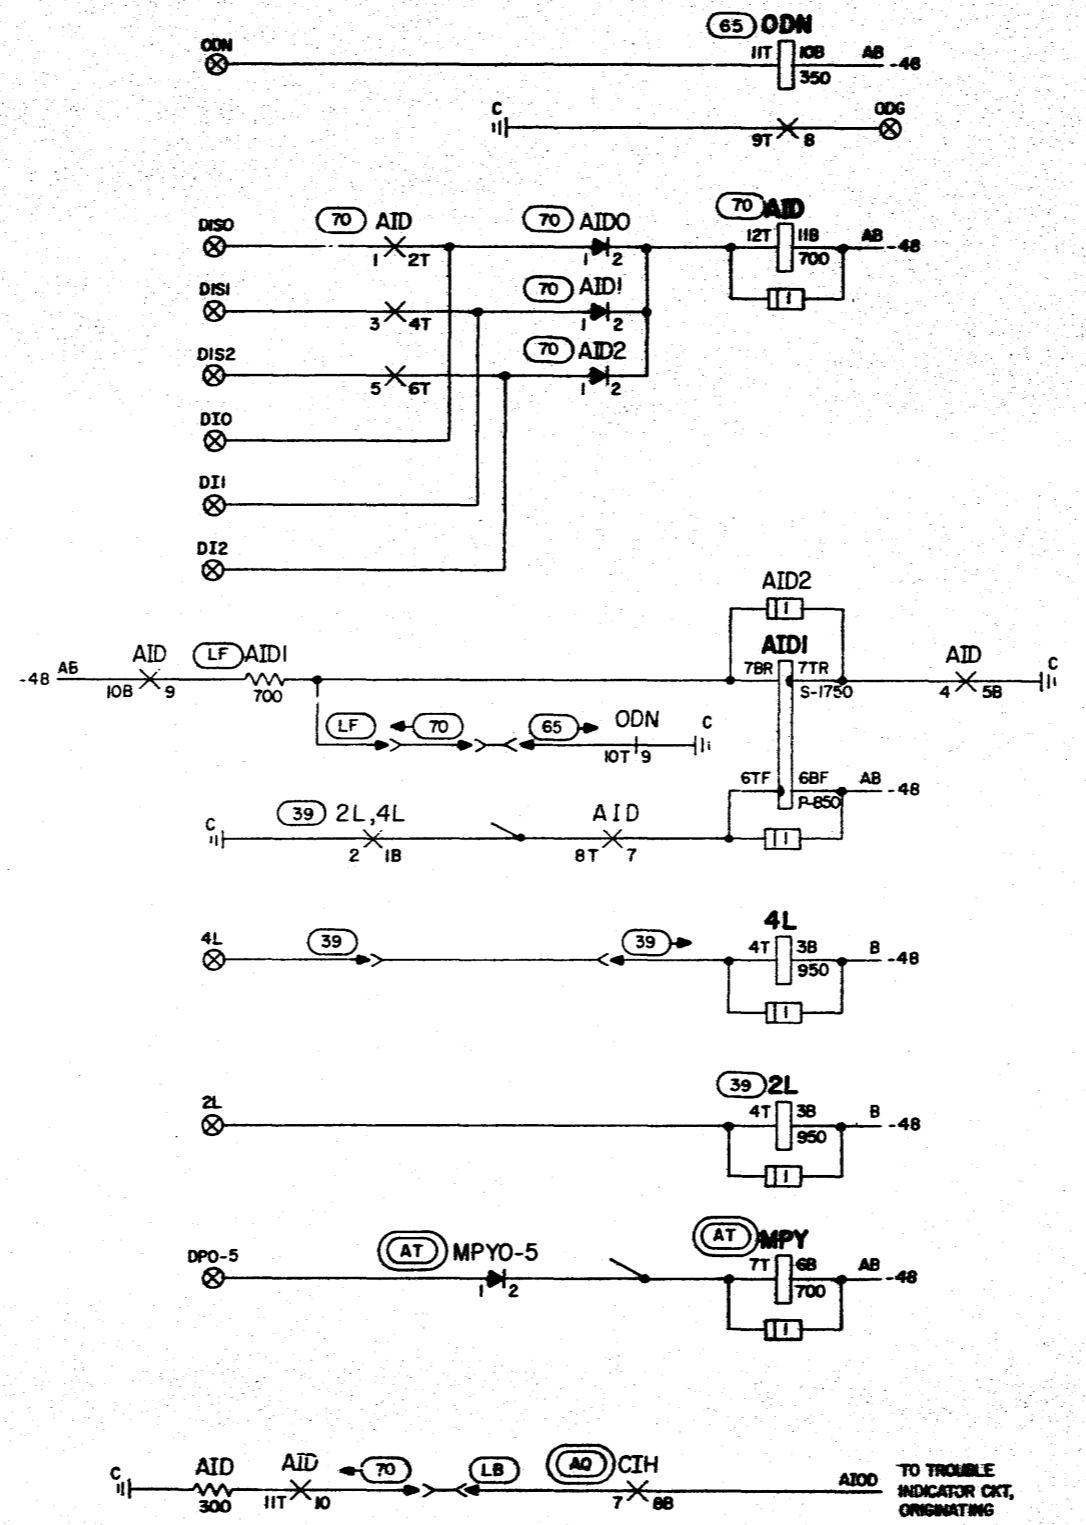 65 ODN
ODN 11T 10B AB -48
350
C ODG
9T 8
70 AID 70 AID0 70 AID
DIS0 12T 11B AB -48
1 2T 1 2 700
70 AID1 1
DIS1
3 4T 1 2
70 AID2
DIS2
5 6T 1 2
DI0
DI1
DI2
AID2
1
AID1
AID LF AID1 7BR 7TR AID C
-48 AB
10B 9 700 S-1750 4 5B
LF 70 65 ODN C
10T 9
6TF 6BF AB -48
39 2L,4L AID P-850
C
2 1B 8T 7 1
4L
4L 39 39 4T 3B B -48
950
1
39 2L
2L 4T 3B B -48
950
1
AT MPY0-5 AT MPY
DP0-5 7T 6B AB -48
1 2 700
1
AID AID 70 LB AQ CIH
C AIOD TO TROUBLE
300 11T 10 7 8B INDICATOR CKT,
ORIGINATING